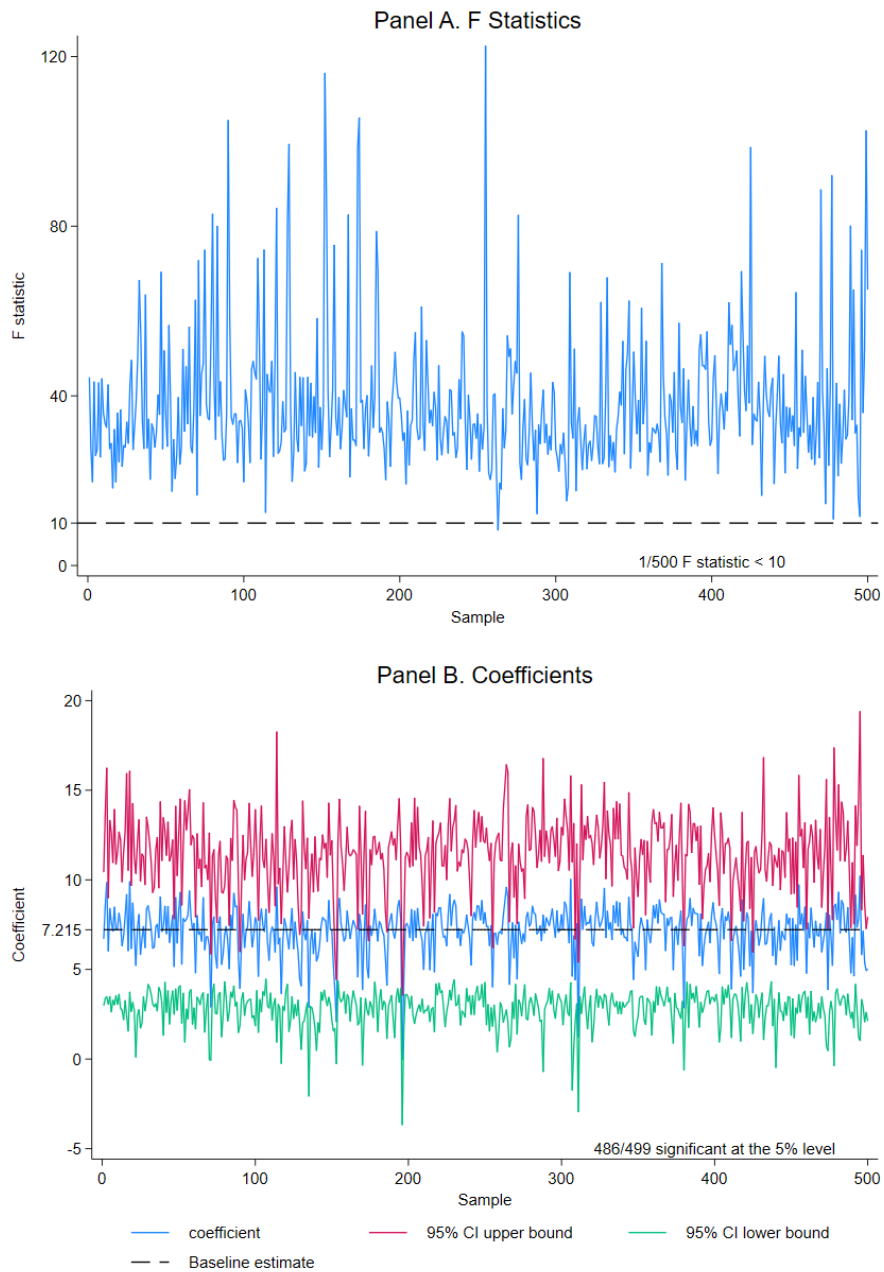 Panel A. F Statistics
120
80
40
10
0
F statistic
1/500 F statistic < 10
0 100 200 300 400 500
Sample
Panel B. Coefficients
20
15
10
7.215
5
0
-5
Coefficient
486/499 significant at the 5% level
0 100 200 300 400 500
Sample
coefficient 95% CI upper bound 95% CI lower bound
Baseline estimate